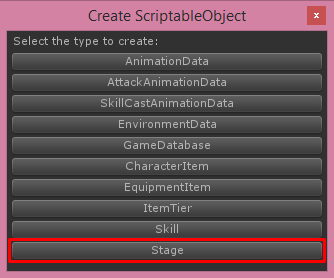 Create ScriptableObject
x
Select the type to create:
AnimationData
AttackAnimationData
SkillCastAnimationData
EnvironmentData
GameDatabase
CharacterItem
EquipmentItem
ItemTier
Skill
Stage